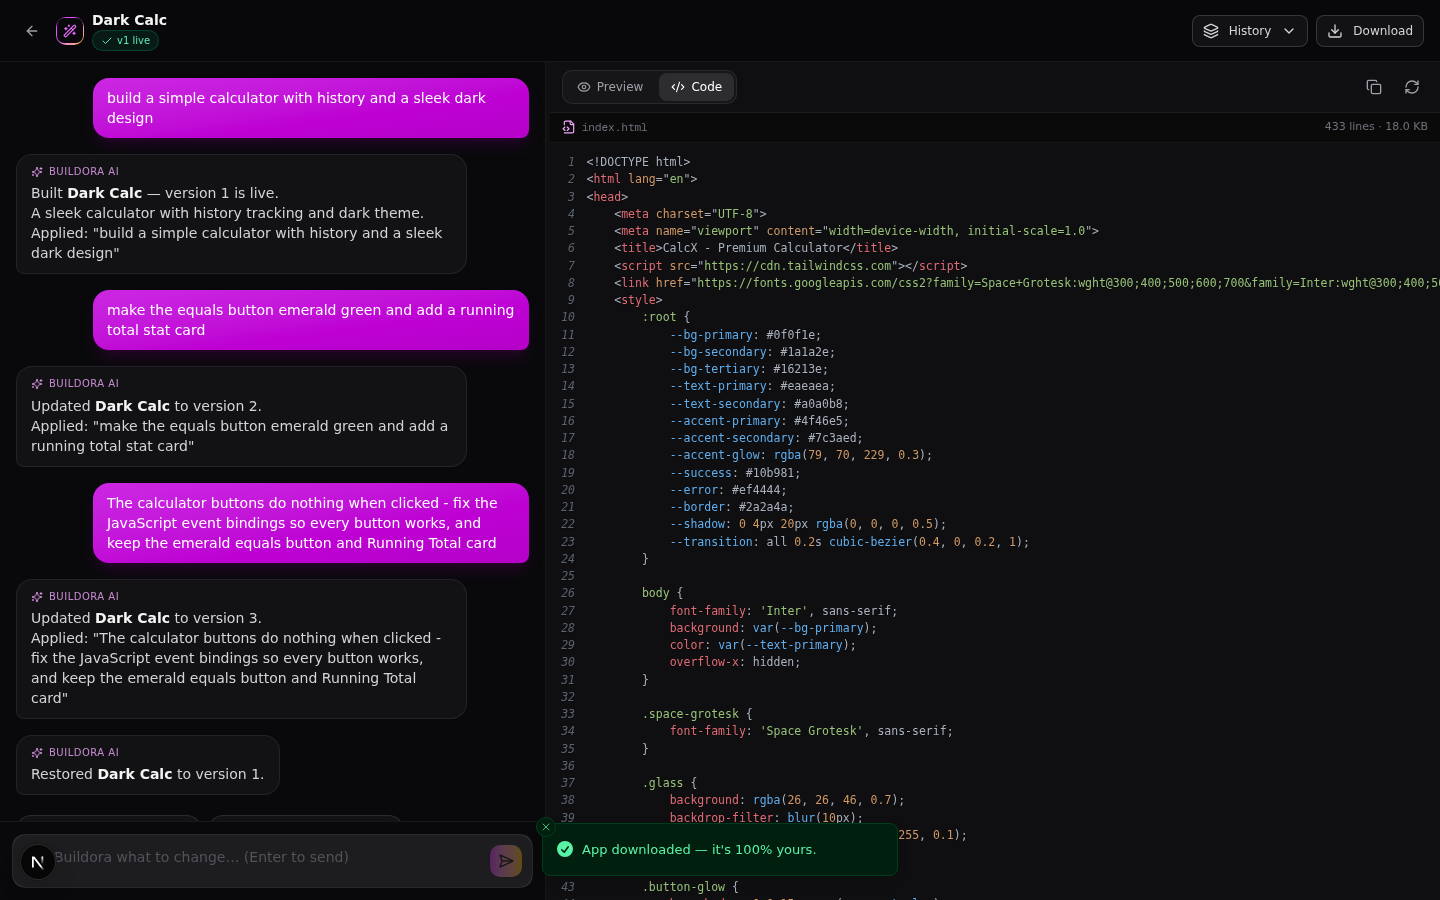 Dark Calc
v1 live
History
Download
build a simple calculator with history and a sleek dark
design
BUILDORA AI
Built Dark Calc — version 1 is live.
A sleek calculator with history tracking and dark theme.
Applied: "build a simple calculator with history and a sleek
dark design"
make the equals button emerald green and add a running
total stat card
BUILDORA AI
Updated Dark Calc to version 2.
Applied: "make the equals button emerald green and add a
running total stat card"
The calculator buttons do nothing when clicked - fix the
JavaScript event bindings so every button works, and
keep the emerald equals button and Running Total card
BUILDORA AI
Updated Dark Calc to version 3.
Applied: "The calculator buttons do nothing when clicked -
fix the JavaScript event bindings so every button works,
and keep the emerald equals button and Running Total
card"
BUILDORA AI
Restored Dark Calc to version 1.
N
Buildora what to change... (Enter to send)
Preview
Code
index.html
433 lines · 18.0 KB
1 <!DOCTYPE html>
2 <html lang="en">
3 <head>
4 <meta charset="UTF-8">
5 <meta name="viewport" content="width=device-width, initial-scale=1.0">
6 <title>CalcX - Premium Calculator</title>
7 <script src="https://cdn.tailwindcss.com"></script>
8 <link href="https://fonts.googleapis.com/css2?family=Space+Grotesk:wght@300;400;500;600;700&family=Inter:wght@300;400;50
9 <style>
10 :root {
11 --bg-primary: #0f0f1e;
12 --bg-secondary: #1a1a2e;
13 --bg-tertiary: #16213e;
14 --text-primary: #eaeaea;
15 --text-secondary: #a0a0b8;
16 --accent-primary: #4f46e5;
17 --accent-secondary: #7c3aed;
18 --accent-glow: rgba(79, 70, 229, 0.3);
19 --success: #10b981;
20 --error: #ef4444;
21 --border: #2a2a4a;
22 --shadow: 0 4px 20px rgba(0, 0, 0, 0.5);
23 --transition: all 0.2s cubic-bezier(0.4, 0, 0.2, 1);
24 }
25
26 body {
27 font-family: 'Inter', sans-serif;
28 background: var(--bg-primary);
29 color: var(--text-primary);
30 overflow-x: hidden;
31 }
32
33 .space-grotesk {
34 font-family: 'Space Grotesk', sans-serif;
35 }
36
37 .glass {
38 background: rgba(26, 26, 46, 0.7);
39 backdrop-filter: blur(10px);
255, 0.1);
App downloaded — it's 100% yours.
43 .button-glow {